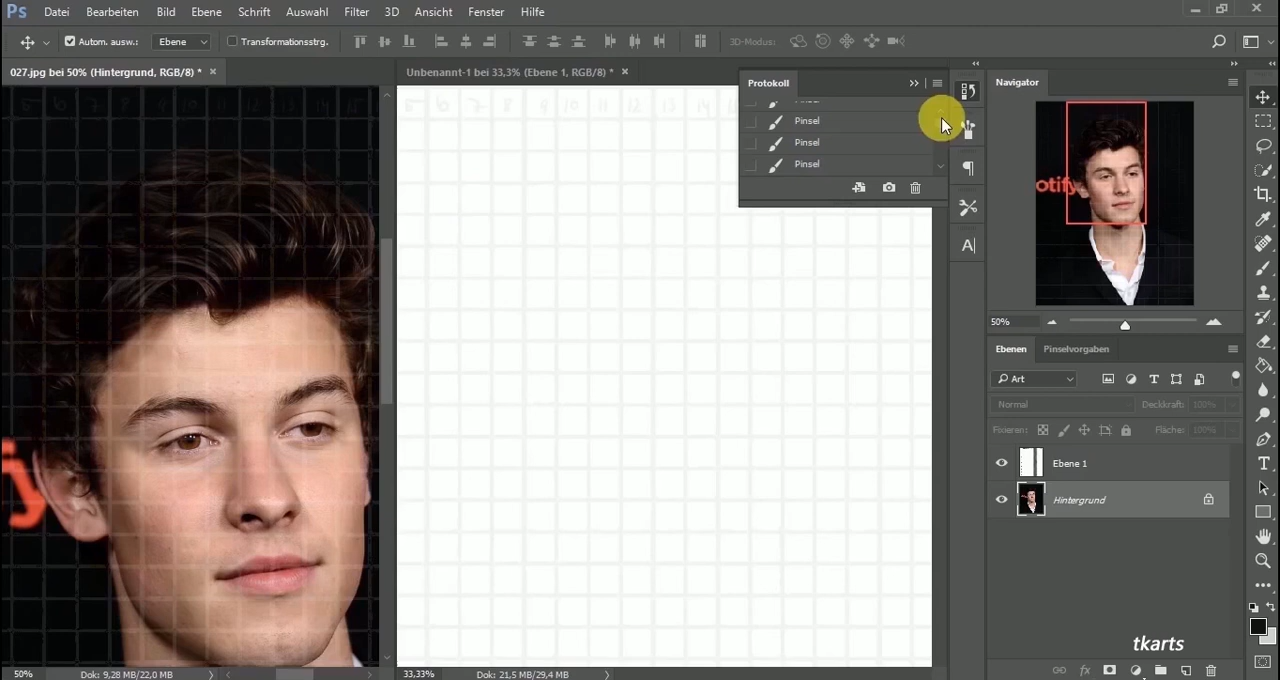 Ps Datei Bearbeiten Bild Ebene Schrift Auswahl Filter 3D Ansicht Fenster Hilfe
Autom. ausw.: Ebene Transformationsstrg. 3D-Modus:
027.jpg bei 50% (Hintergrund, RGB/8) * Unbenannt-1 bei 33,3% (Ebene 1, RGB/8) *
Protokoll
Navigator
Pinsel
Pinsel
Pinsel
Pinsel
otify
50%
Ebenen Pinselvorgaben
Art
Normal Deckkraft: 100%
Fixieren: Fläche: 100%
Ebene 1
Hintergrund
tkarts
50% Dok: 9,28 MB/22,0 MB 33,33% Dok: 21,5 MB/29,4 MB